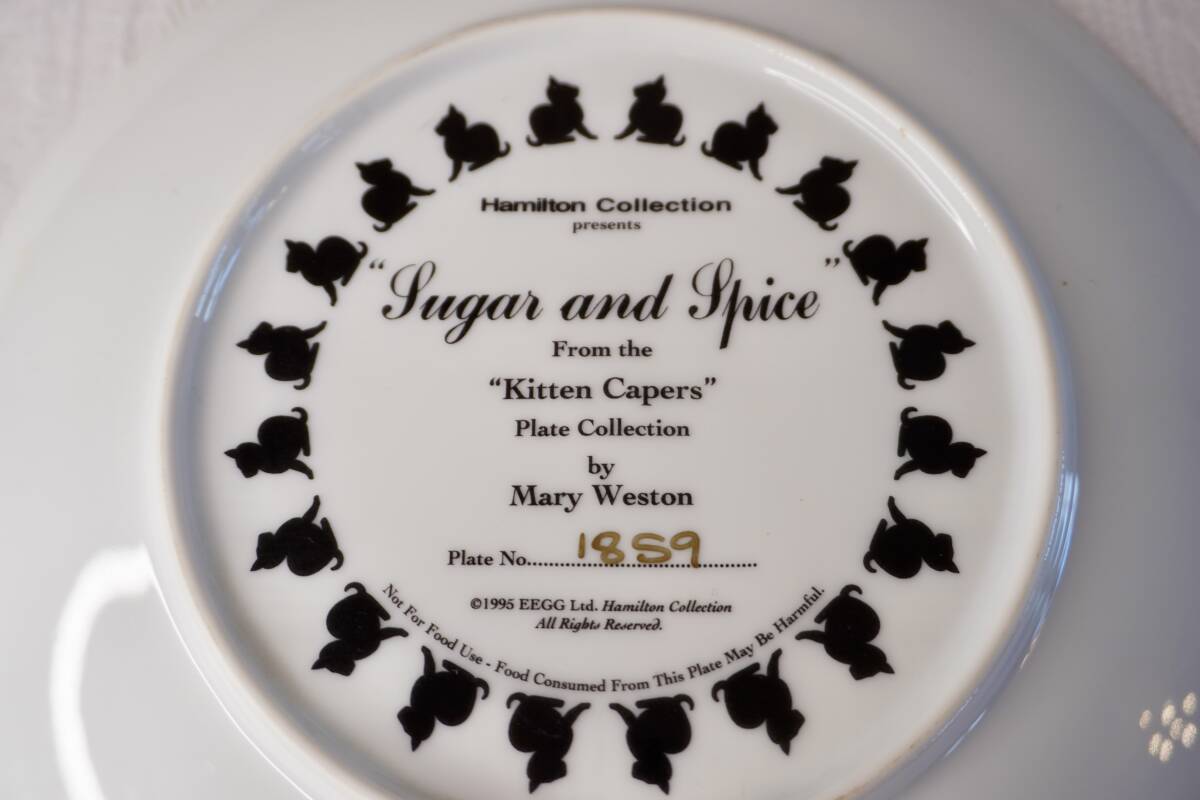 Hamilton Collection
presents
“Sugar and Spice”
From the
“Kitten Capers”
Plate Collection
by
Mary Weston
Plate No. 1859
©1995 EEGG Ltd. Hamilton Collection
All Rights Reserved.
Not For Food Use - Food Consumed From This Plate May Be Harmful.